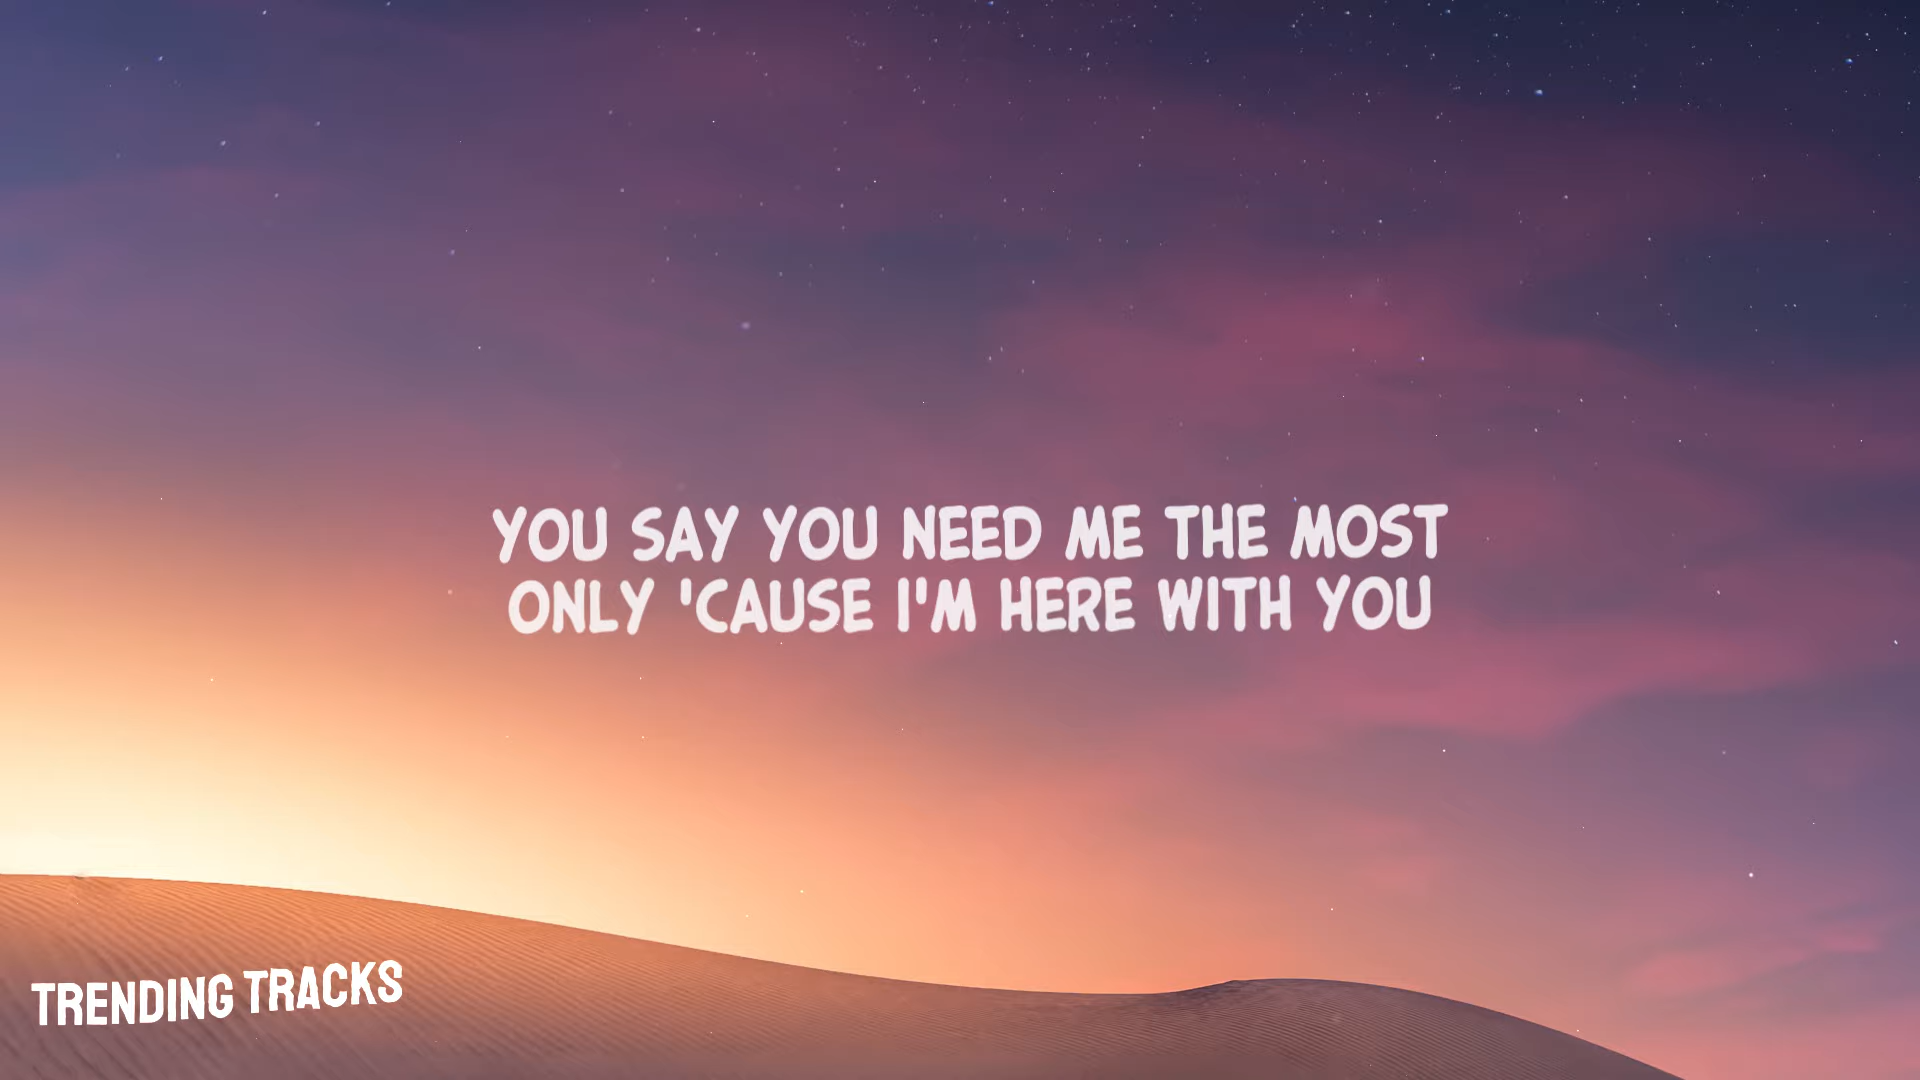 YOU SAY YOU NEED ME THE MOST
ONLY 'CAUSE I'M HERE WITH YOU
TRENDING TRACKS